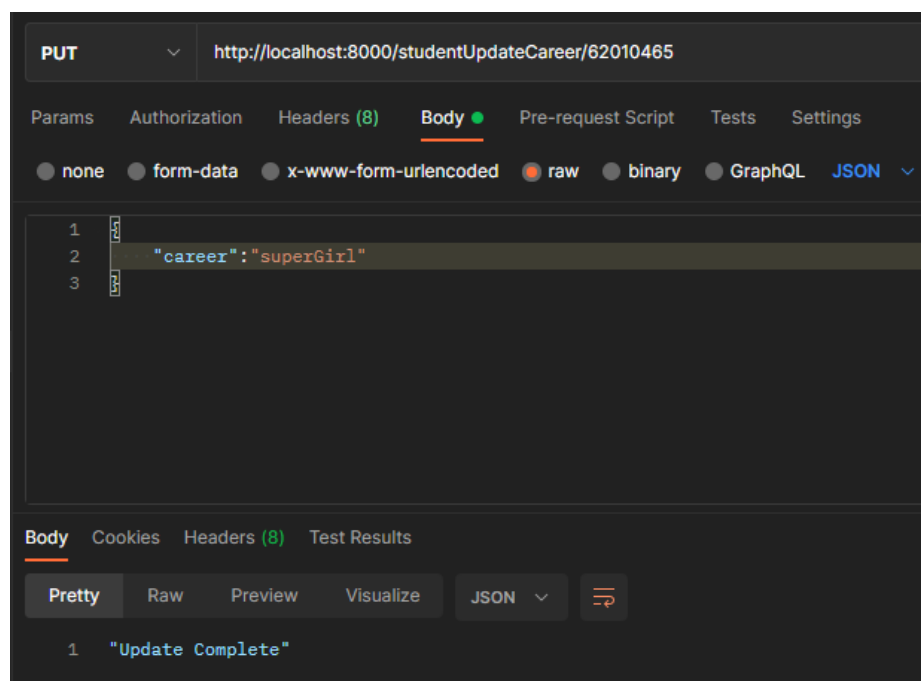 PUT http://localhost:8000/studentUpdateCareer/62010465
Params Authorization Headers (8) Body Pre-request Script Tests Settings
none form-data x-www-form-urlencoded raw binary GraphQL JSON
1 {
2 "career":"superGirl"
3 }
Body Cookies Headers (8) Test Results
Pretty Raw Preview Visualize JSON
1 "Update Complete"